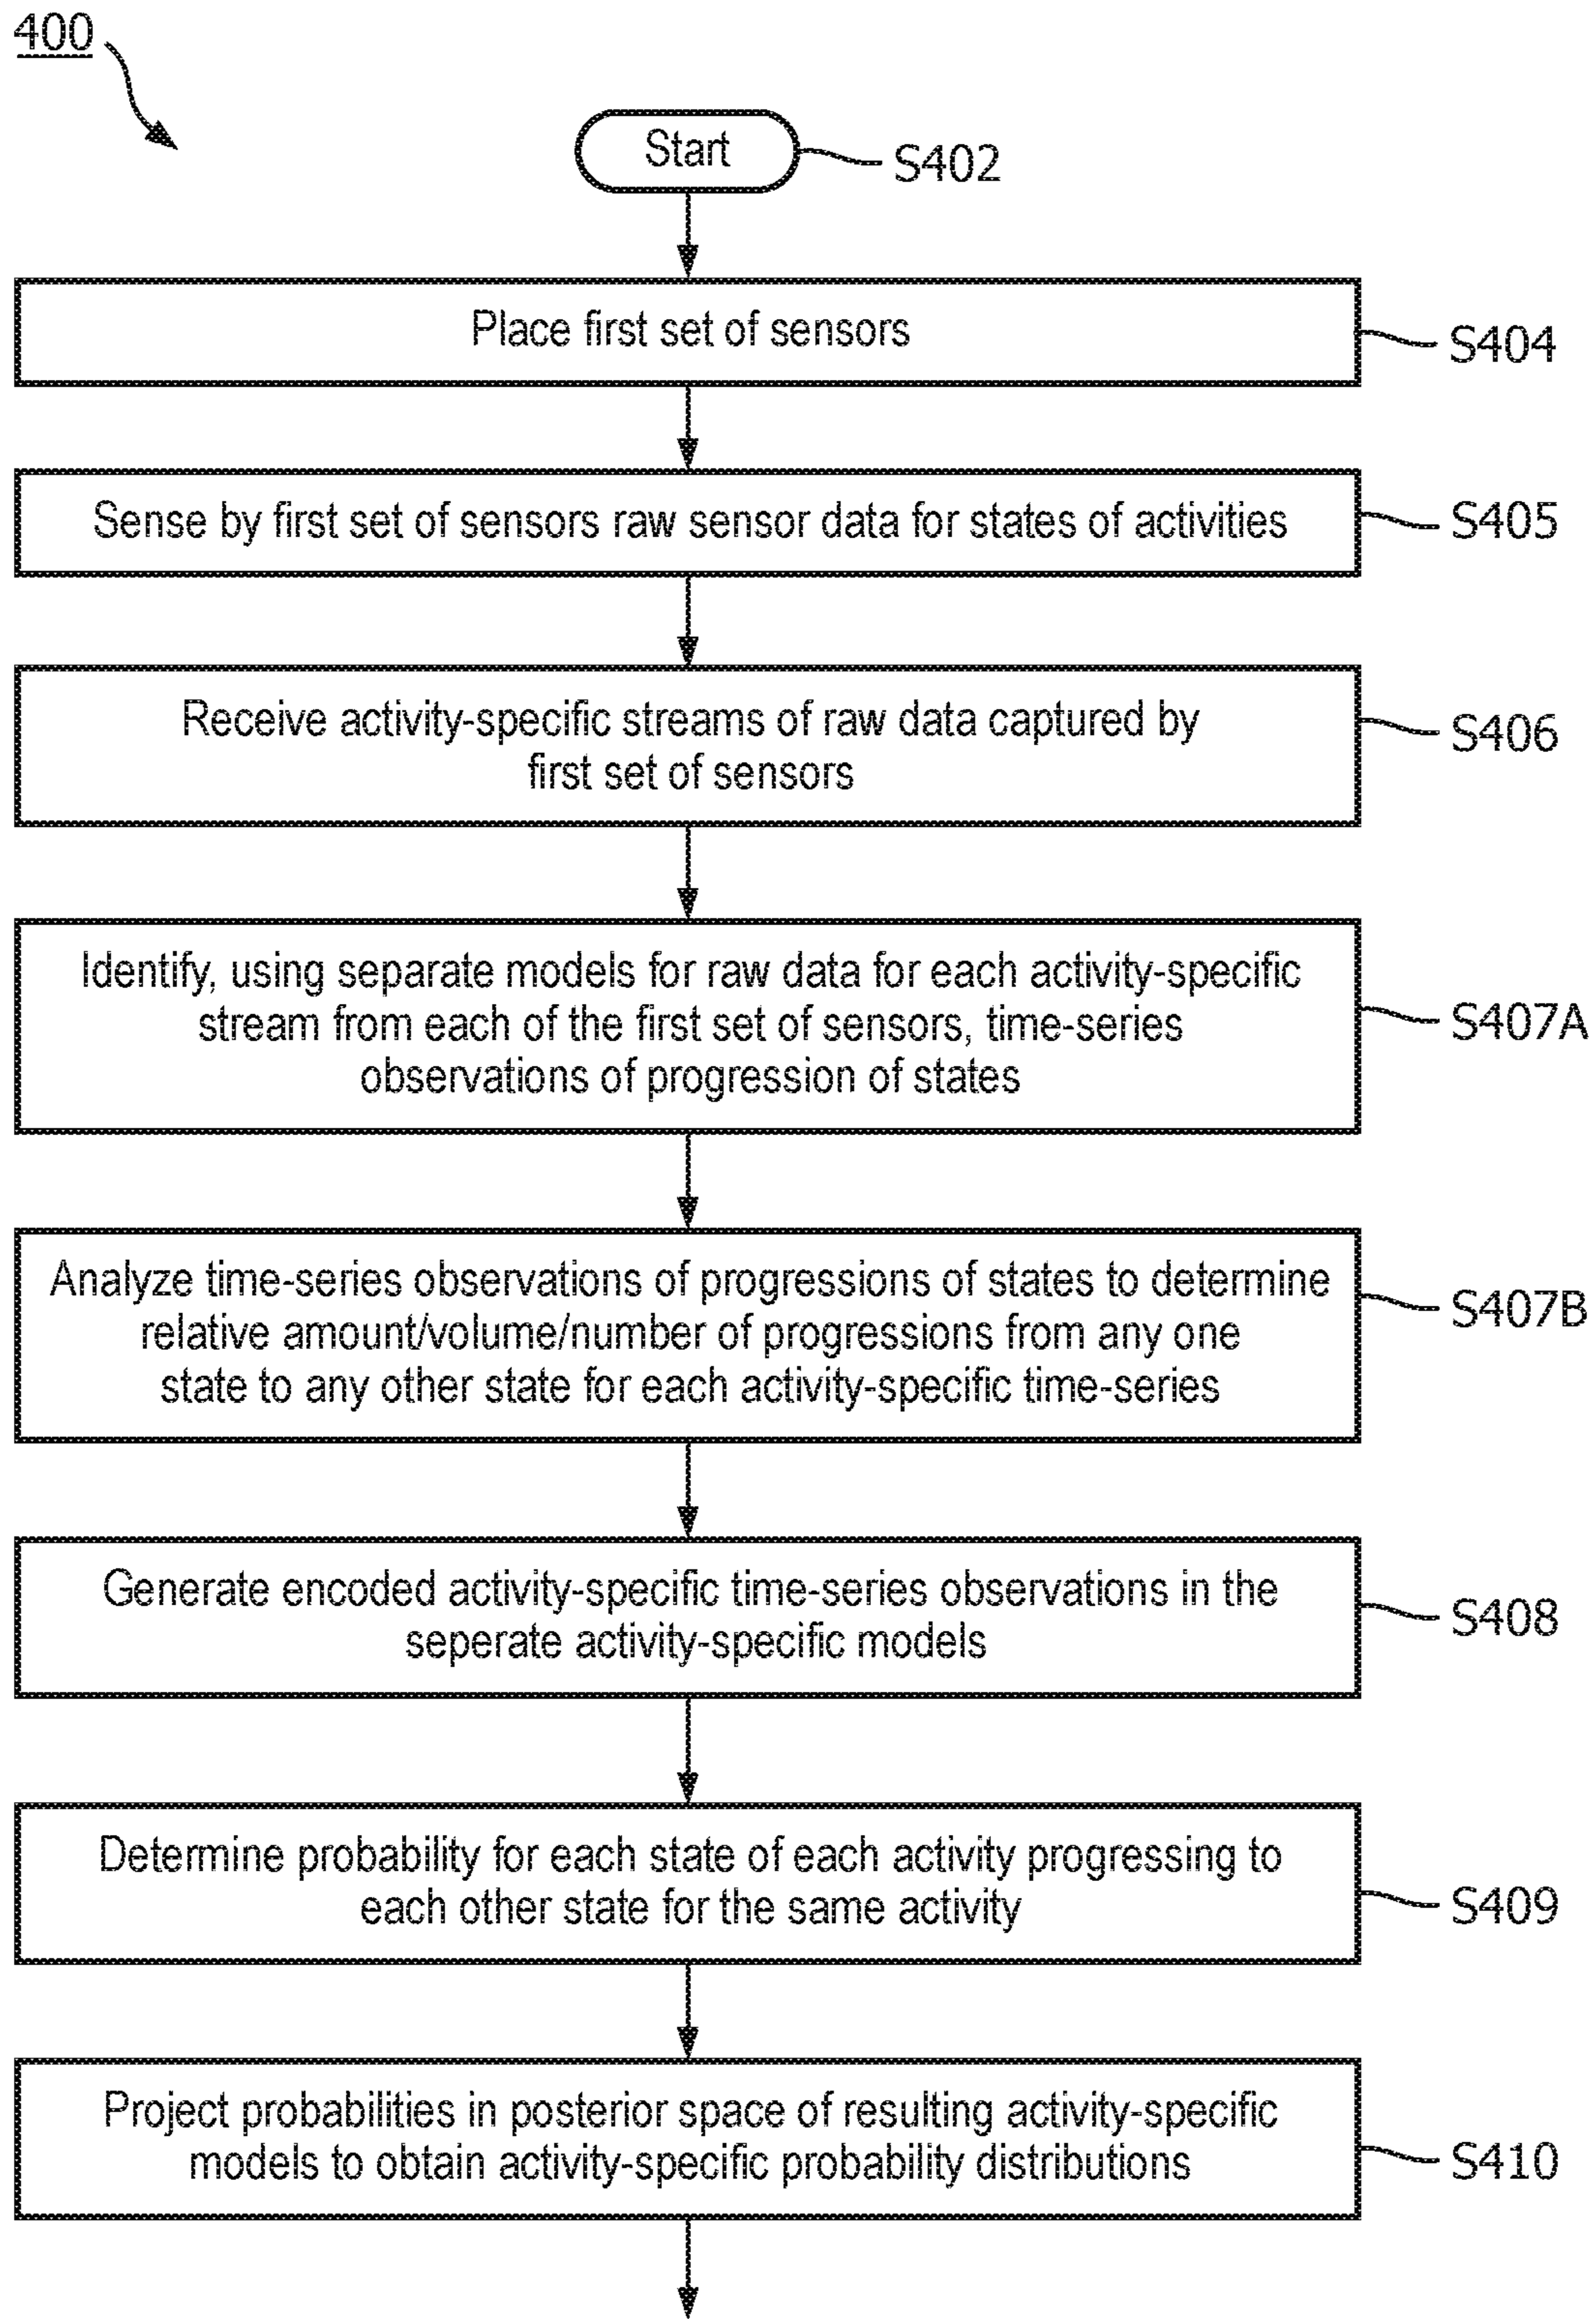 400
Start
S402
Place first set of sensors
S404
Sense by first set of sensors raw sensor data for states of activities
S405
Receive activity-specific streams of raw data captured by
first set of sensors
S406
Identify, using separate models for raw data for each activity-specific
stream from each of the first set of sensors, time-series
observations of progression of states
S407A
Analyze time-series observations of progressions of states to determine
relative amount/volume/number of progressions from any one
state to any other state for each activity-specific time-series
S407B
Generate encoded activity-specific time-series observations in the
seperate activity-specific models
S408
Determine probability for each state of each activity progressing to
each other state for the same activity
S409
Project probabilities in posterior space of resulting activity-specific
models to obtain activity-specific probability distributions
S410